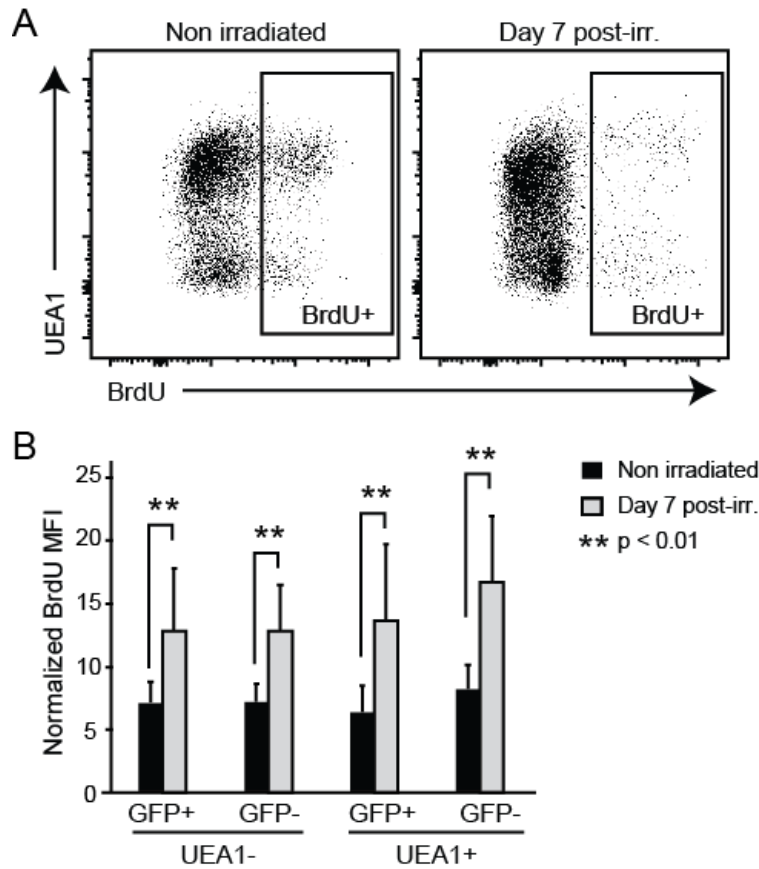 A
Non irradiated
Day 7 post-irr.
UEA1
BrdU+
BrdU+
BrdU
B
Normalized BrdU MFI
25
20
15
10
5
0
**
**
**
**
Non irradiated
Day 7 post-irr.
** p < 0.01
GFP+
GFP-
GFP+
GFP-
UEA1-
UEA1+